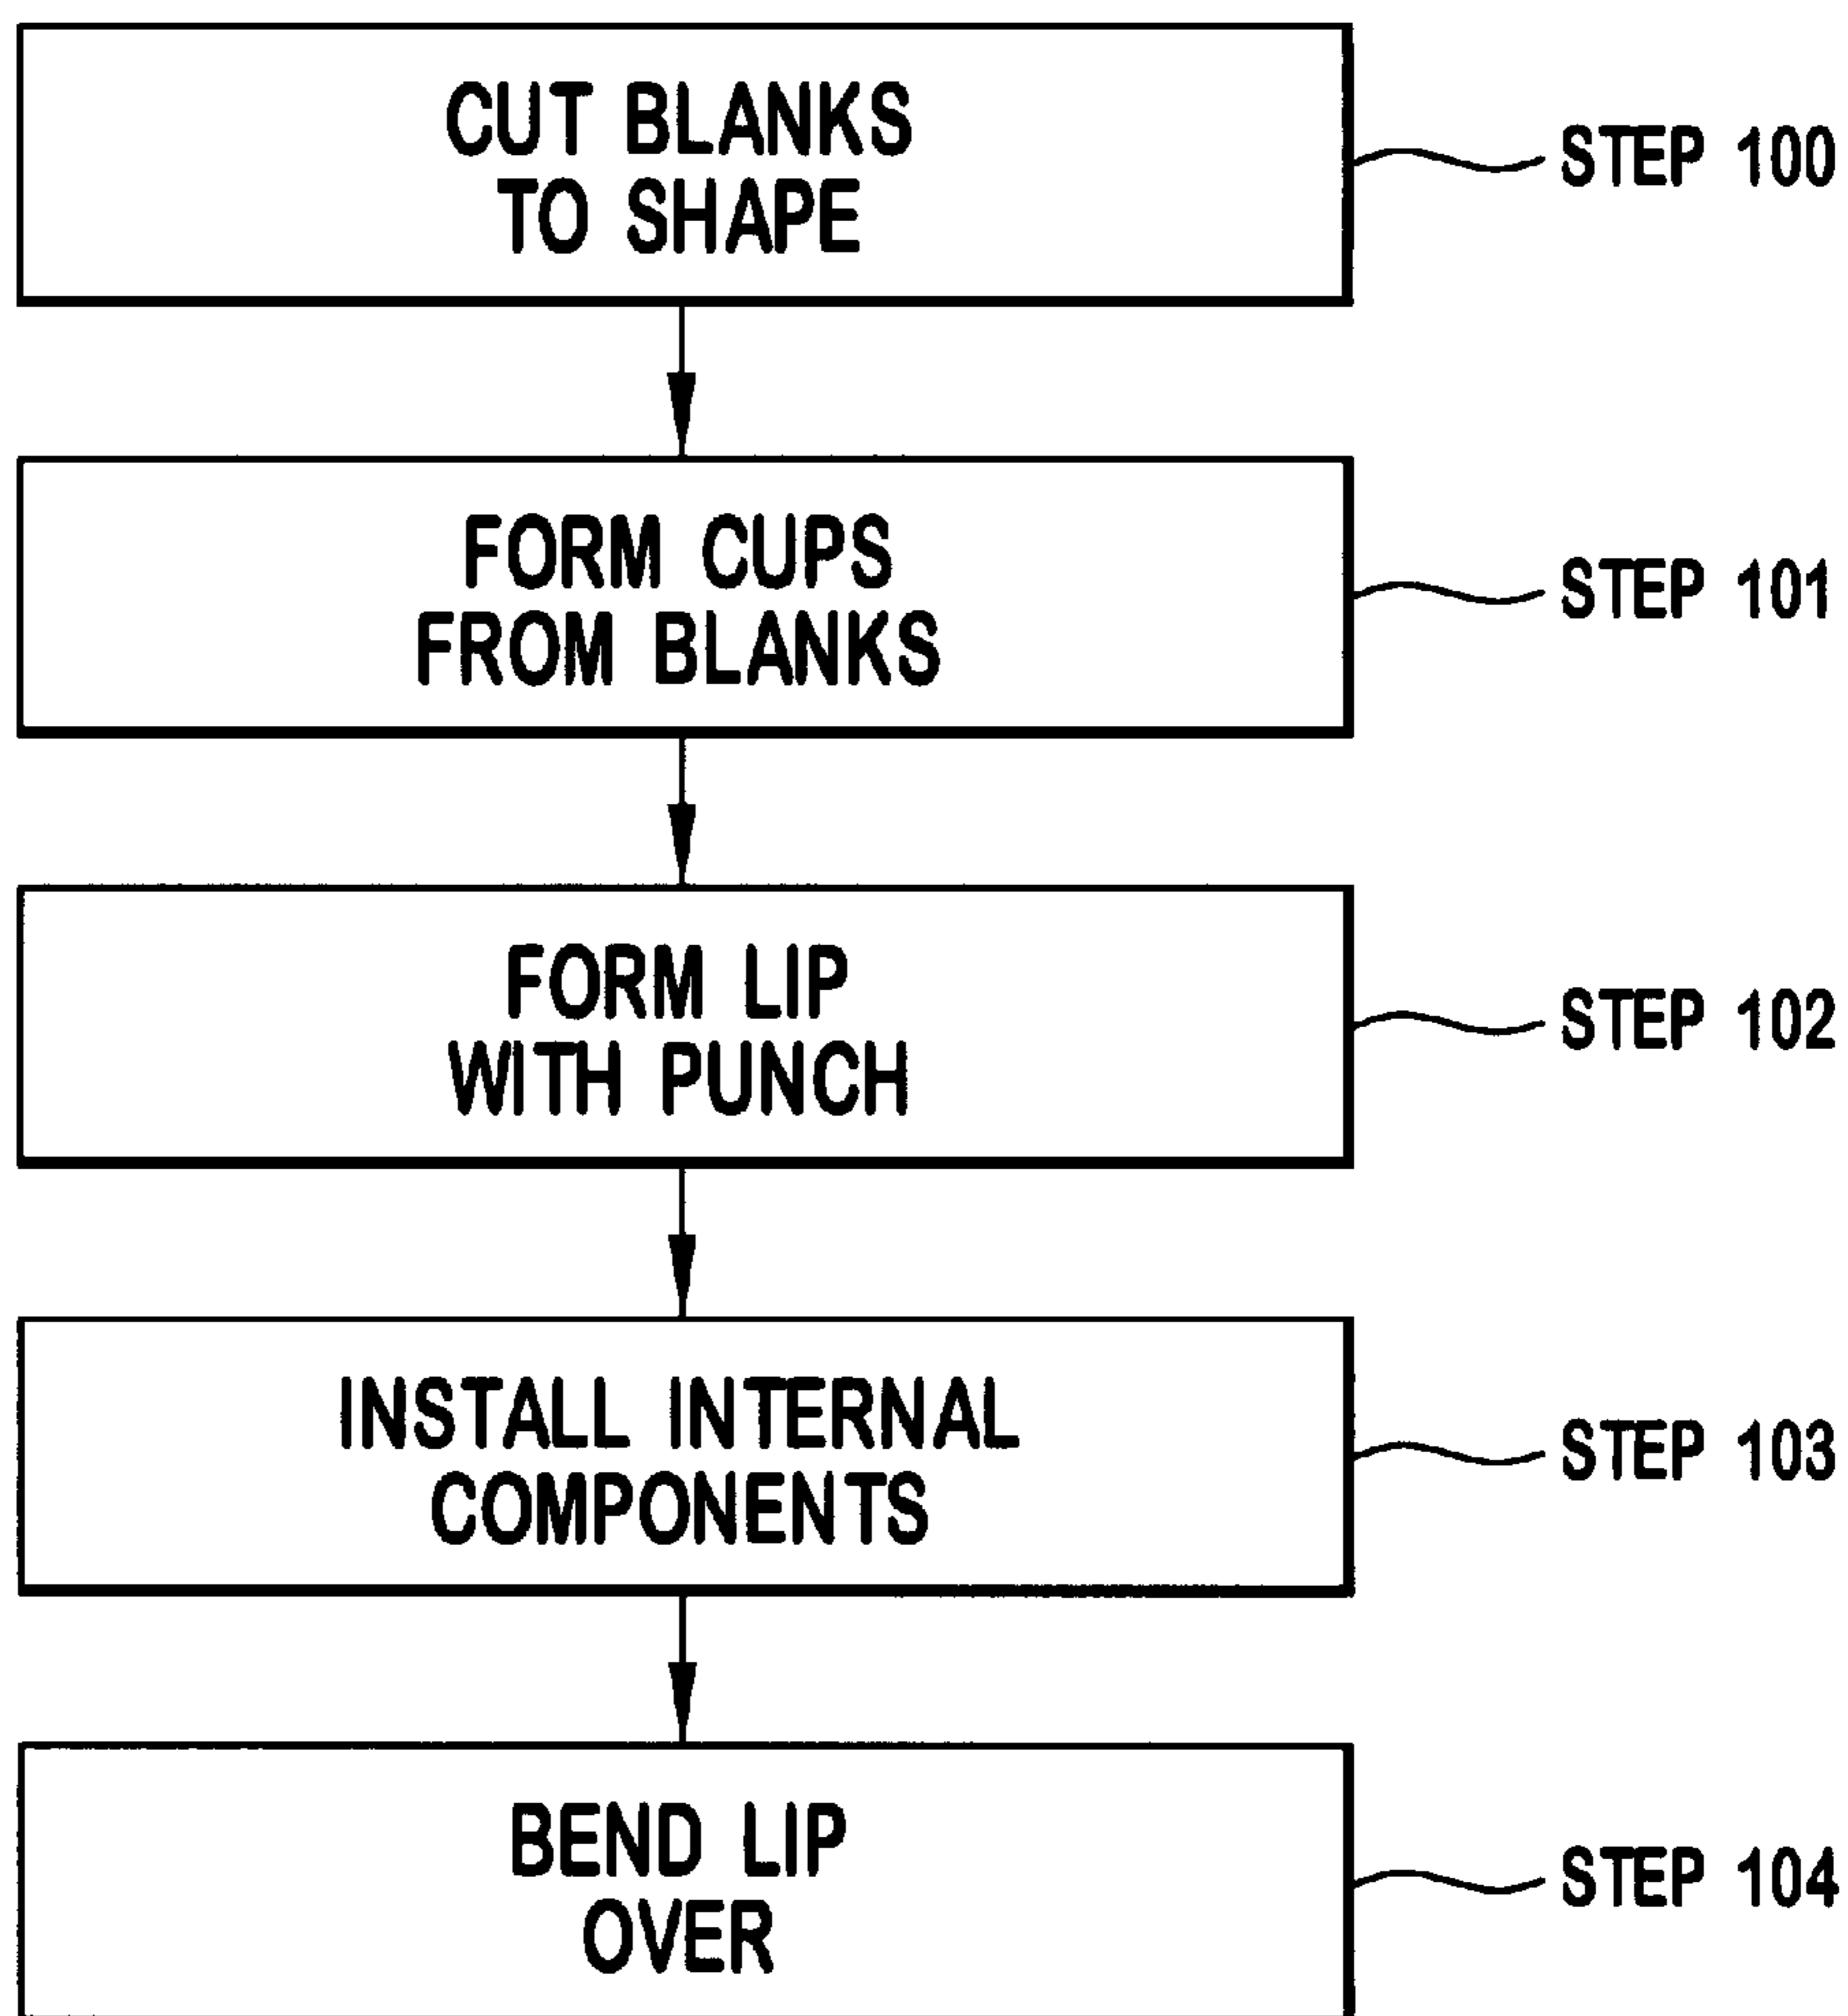 CUT BLANKS
TO SHAPE
STEP 100
FORM CUPS
FROM BLANKS
STEP 101
FORM LIP
WITH PUNCH
STEP 102
INSTALL INTERNAL
COMPONENTS
STEP 103
BEND LIP
OVER
STEP 104